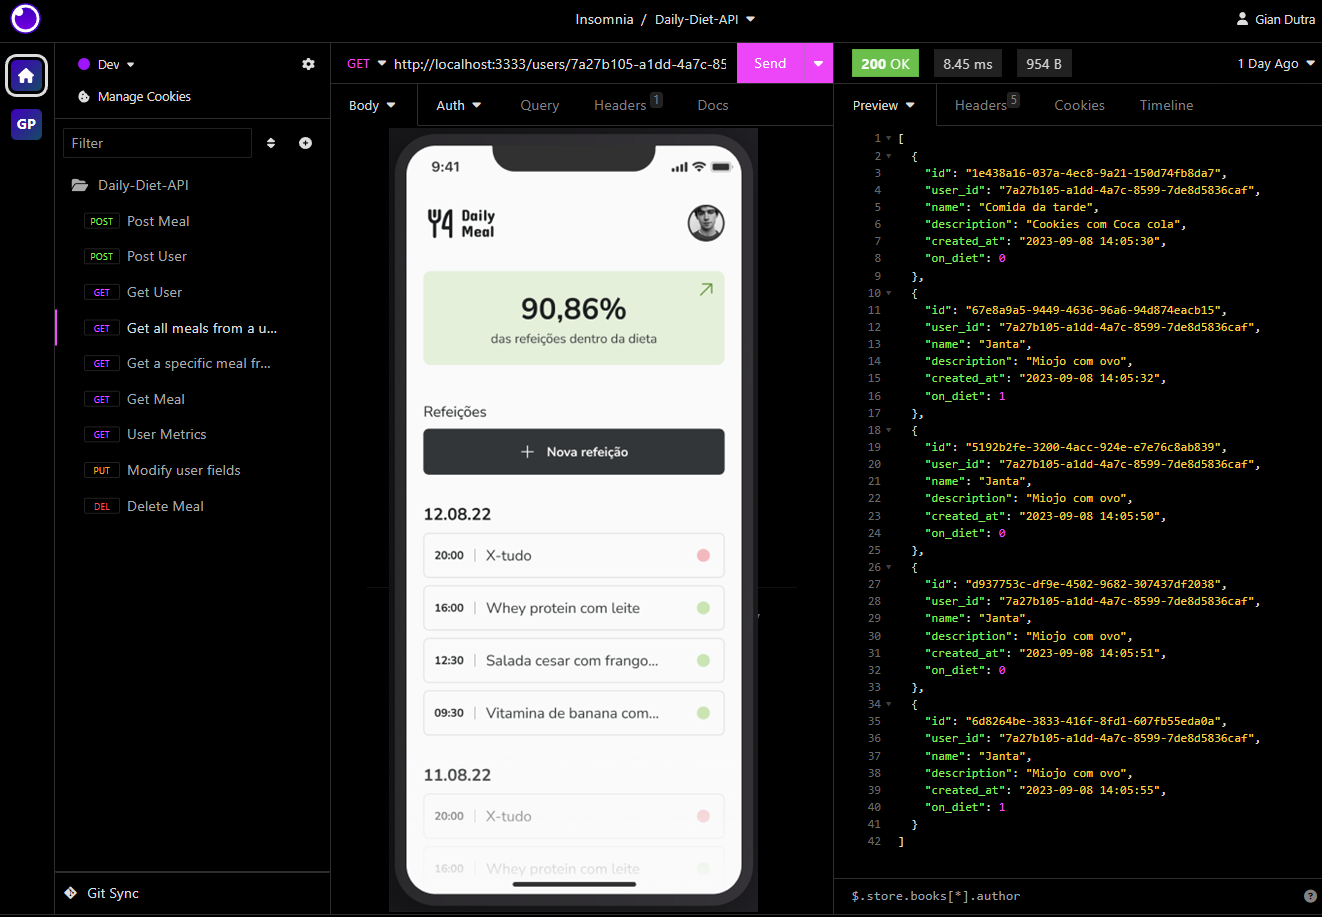 Insomnia / Daily-Diet-API
Gian Dutra
GP
Dev
Manage Cookies
Filter
Daily-Diet-API
POST Post Meal
POST Post User
GET Get User
GET Get all meals from a u...
GET Get a specific meal fr...
GET Get Meal
GET User Metrics
PUT Modify user fields
DEL Delete Meal
Git Sync
GET http://localhost:3333/users/7a27b105-a1dd-4a7c-85
Send
Body
Auth
Query
Headers 1
Docs
9:41
Daily
Meal
90,86%
das refeições dentro da dieta
Refeições
+ Nova refeição
12.08.22
20:00 | X-tudo
16:00 | Whey protein com leite
12:30 | Salada cesar com frango...
09:30 | Vitamina de banana com...
11.08.22
20:00 | X-tudo
16:00 | Whey protein com leite
200 OK
8.45 ms
954 B
1 Day Ago
Preview
Headers 5
Cookies
Timeline
1 [
2 {
3 "id": "1e438a16-037a-4ec8-9a21-150d74fb8da7",
4 "user_id": "7a27b105-a1dd-4a7c-8599-7de8d5836caf",
5 "name": "Comida da tarde",
6 "description": "Cookies com Coca cola",
7 "created_at": "2023-09-08 14:05:30",
8 "on_diet": 0
9 },
10 {
11 "id": "67e8a9a5-9449-4636-96a6-94d874eacb15",
12 "user_id": "7a27b105-a1dd-4a7c-8599-7de8d5836caf",
13 "name": "Janta",
14 "description": "Miojo com ovo",
15 "created_at": "2023-09-08 14:05:32",
16 "on_diet": 1
17 },
18 {
19 "id": "5192b2fe-3200-4acc-924e-e7e76c8ab839",
20 "user_id": "7a27b105-a1dd-4a7c-8599-7de8d5836caf",
21 "name": "Janta",
22 "description": "Miojo com ovo",
23 "created_at": "2023-09-08 14:05:50",
24 "on_diet": 0
25 },
26 {
27 "id": "d937753c-df9e-4502-9682-307437df2038",
28 "user_id": "7a27b105-a1dd-4a7c-8599-7de8d5836caf",
29 "name": "Janta",
30 "description": "Miojo com ovo",
31 "created_at": "2023-09-08 14:05:51",
32 "on_diet": 0
33 },
34 {
35 "id": "6d8264be-3833-416f-8fd1-607fb55eda0a",
36 "user_id": "7a27b105-a1dd-4a7c-8599-7de8d5836caf",
37 "name": "Janta",
38 "description": "Miojo com ovo",
39 "created_at": "2023-09-08 14:05:55",
40 "on_diet": 1
41 }
42 ]
$.store.books[*].author